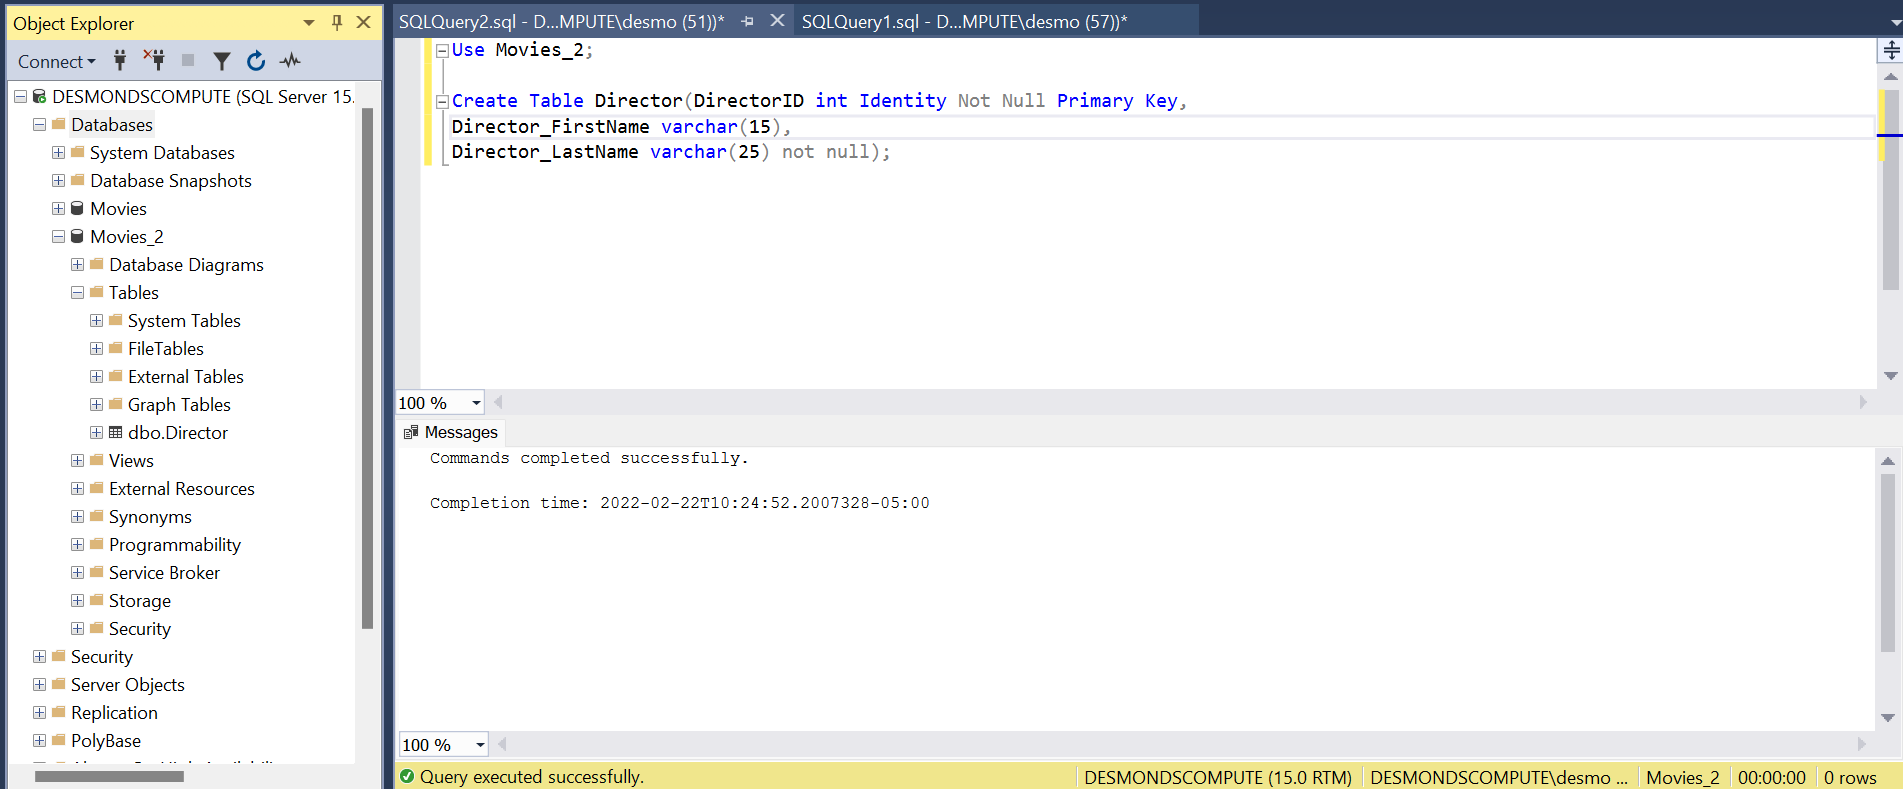 Object Explorer
Connect
DESMONDSCOMPUTE (SQL Server 15.
Databases
System Databases
Database Snapshots
Movies
Movies_2
Database Diagrams
Tables
System Tables
FileTables
External Tables
Graph Tables
dbo.Director
Views
External Resources
Synonyms
Programmability
Service Broker
Storage
Security
Security
Server Objects
Replication
PolyBase
SQLQuery2.sql - D...MPUTE\desmo (51))*
SQLQuery1.sql - D...MPUTE\desmo (57))*
Use Movies_2;
Create Table Director(DirectorID int Identity Not Null Primary Key,
Director_FirstName varchar(15),
Director_LastName varchar(25) not null);
100 %
Messages
Commands completed successfully.
Completion time: 2022-02-22T10:24:52.2007328-05:00
100 %
Query executed successfully.
DESMONDSCOMPUTE (15.0 RTM)
DESMONDSCOMPUTE\desmo ...
Movies_2
00:00:00
0 rows